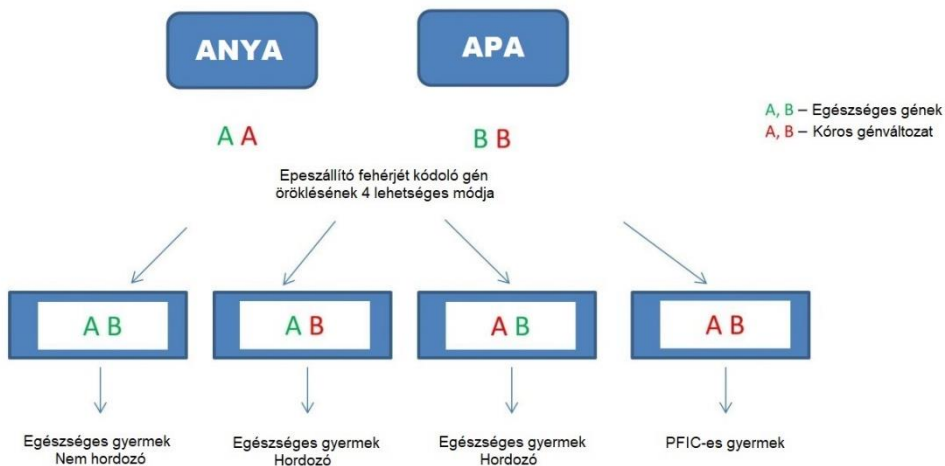 ANYA
APA
A A
B B
A, B – Egészséges gének
A, B – Kóros génváltozat
Epeszállító fehérjét kódoló gén
öröklésének 4 lehetséges módja
A B
A B
A B
A B
Egészséges gyermek
Nem hordozó
Egészséges gyermek
Hordozó
Egészséges gyermek
Hordozó
PFIC-es gyermek